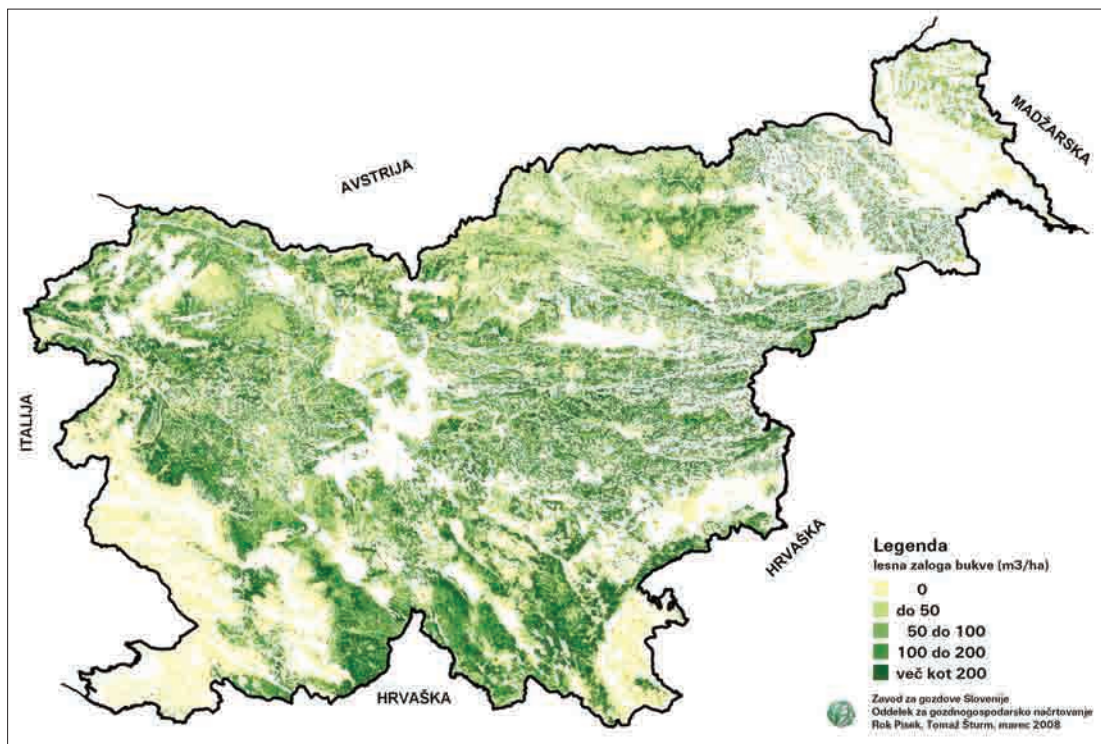 MADŽARSKA
AVSTRIJA
ITALIJA
HRVAŠKA
HRVAŠKA
Legenda
lesna zaloga bukve (m3/ha)
0
do 50
50 do 100
100 do 200
več kot 200
Zavod za gozdove Slovenije
Oddelek za gozdnogospodarsko načrtovanje
Rok Pisek, Tomaž Šturm, marec 2008